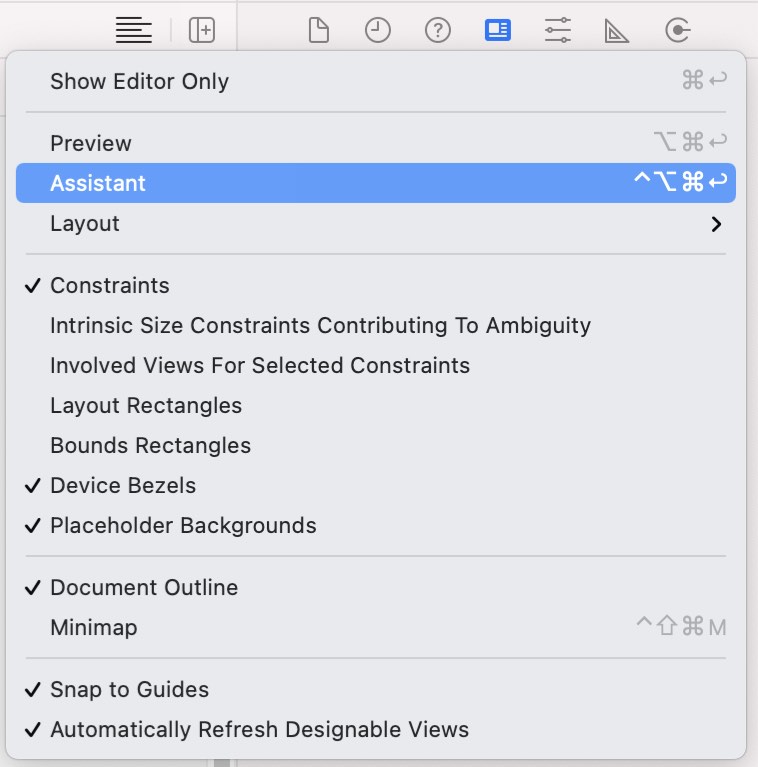 Show Editor Only ⌘↩
Preview ⌥⌘↩
Assistant ^⌥⌘↩
Layout
Constraints
Intrinsic Size Constraints Contributing To Ambiguity
Involved Views For Selected Constraints
Layout Rectangles
Bounds Rectangles
Device Bezels
Placeholder Backgrounds
Document Outline
Minimap ^⇧⌘M
Snap to Guides
Automatically Refresh Designable Views